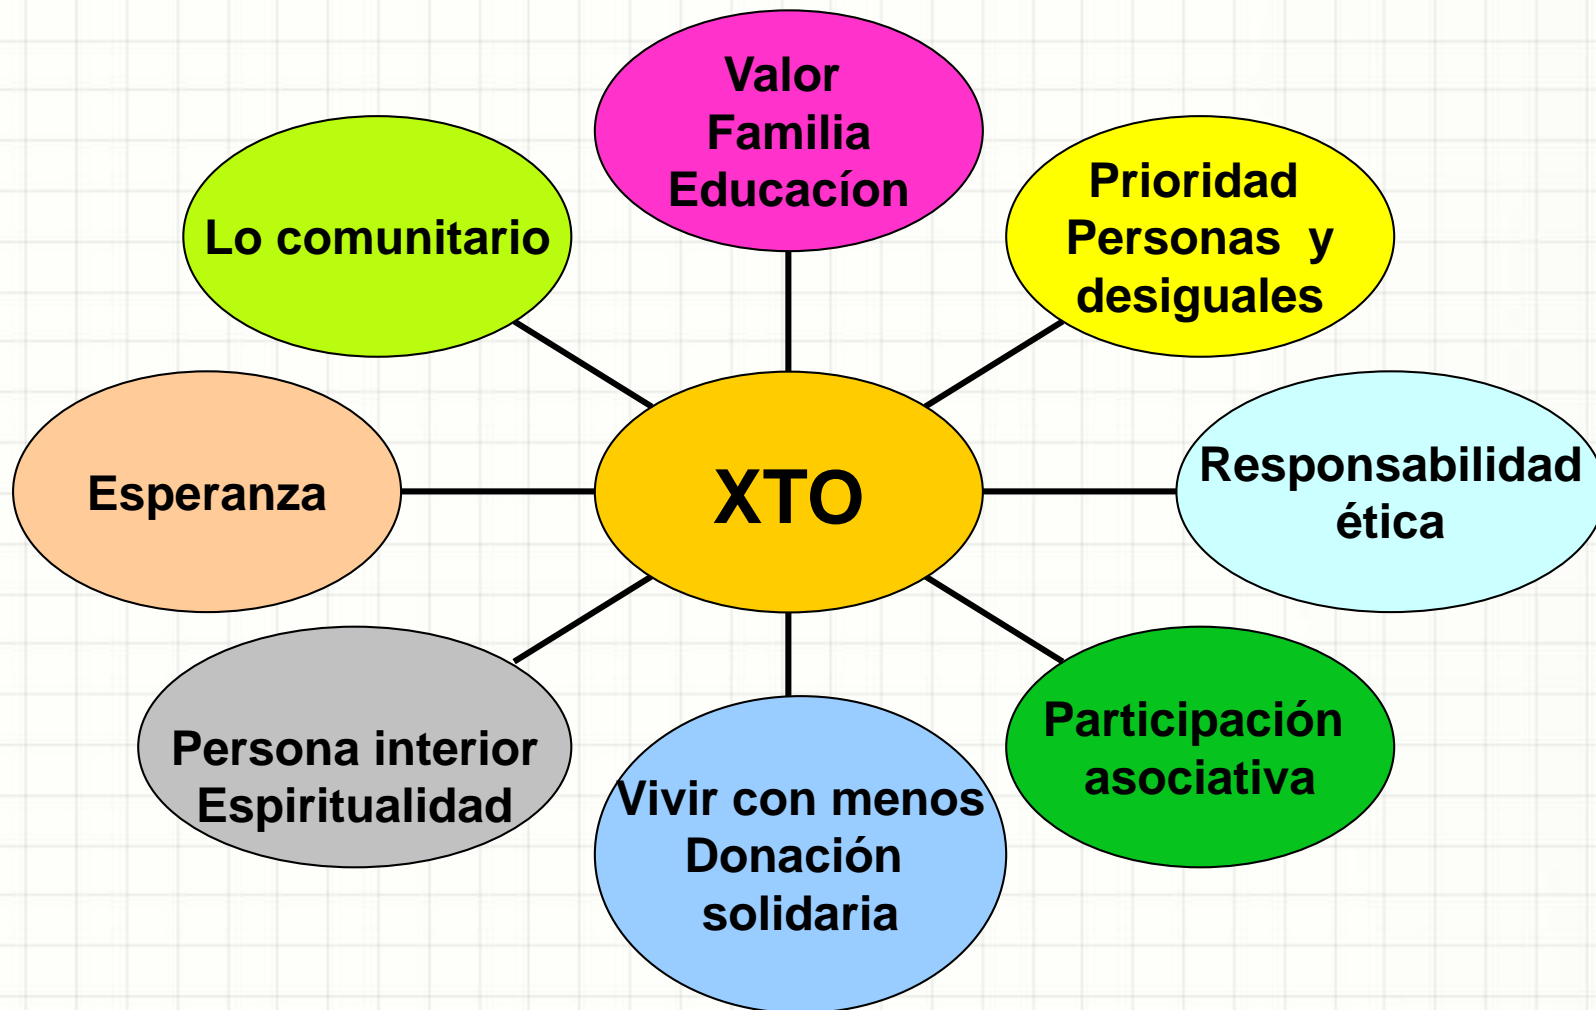 Valor
Familia
Educacíon
Lo comunitario
Prioridad
Personas y
desiguales
Esperanza
XTO
Responsabilidad
ética
Persona interior
Espiritualidad
Vivir con menos
Donación
solidaria
Participación
asociativa